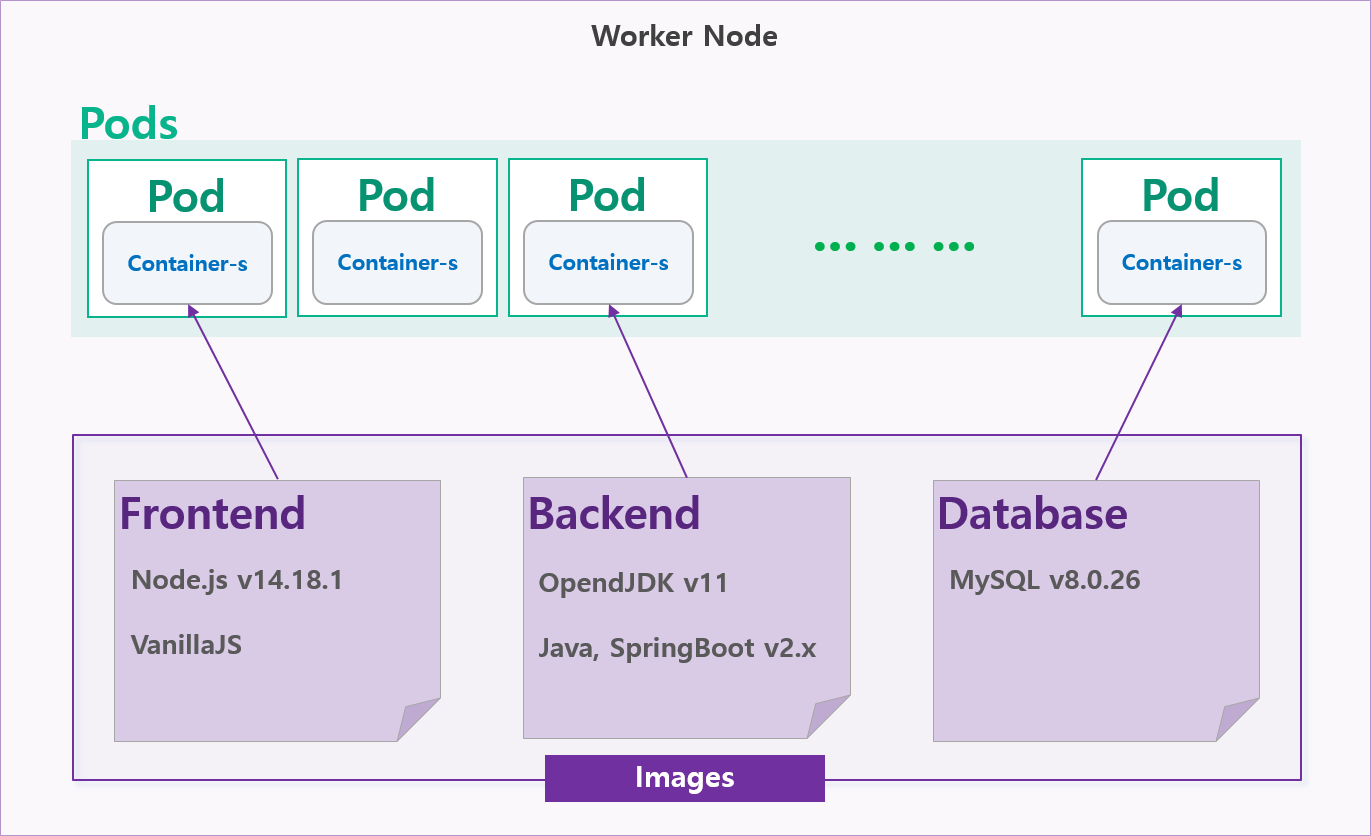 Worker Node
Pods
Pod
Container-s
Pod
Container-s
Pod
Container-s
... ... ...
Pod
Container-s
Frontend
Node.js v14.18.1
VanillaJS
Backend
OpendJDK v11
Java, SpringBoot v2.x
Database
MySQL v8.0.26
Images